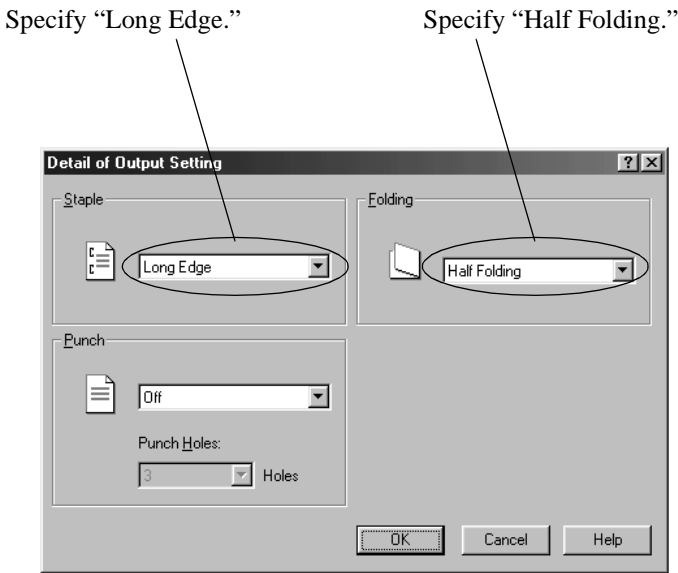 Specify “Long Edge.” Specify “Half Folding.”
Detail of Output Setting
Staple Folding
Long Edge Half Folding
Punch
Off
Punch Holes:
3 Holes
OK Cancel Help